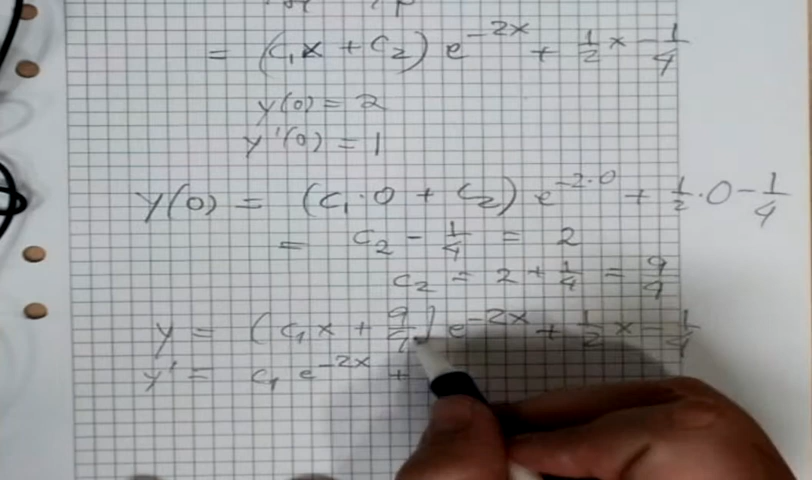 = (c₁x + c₂) e^{-2x} + 1/2 x - 1/4
y(0) = 2
y'(0) = 1
y(0) = (c₁·0 + c₂) e^{-2·0} + 1/2·0 - 1/4
= c₂ - 1/4 = 2
c₂ = 2 + 1/4 = 9/4
y = (c₁x + 9/4) e^{-2x} + 1/2 x - 1/4
y' = c₁ e^{-2x} +